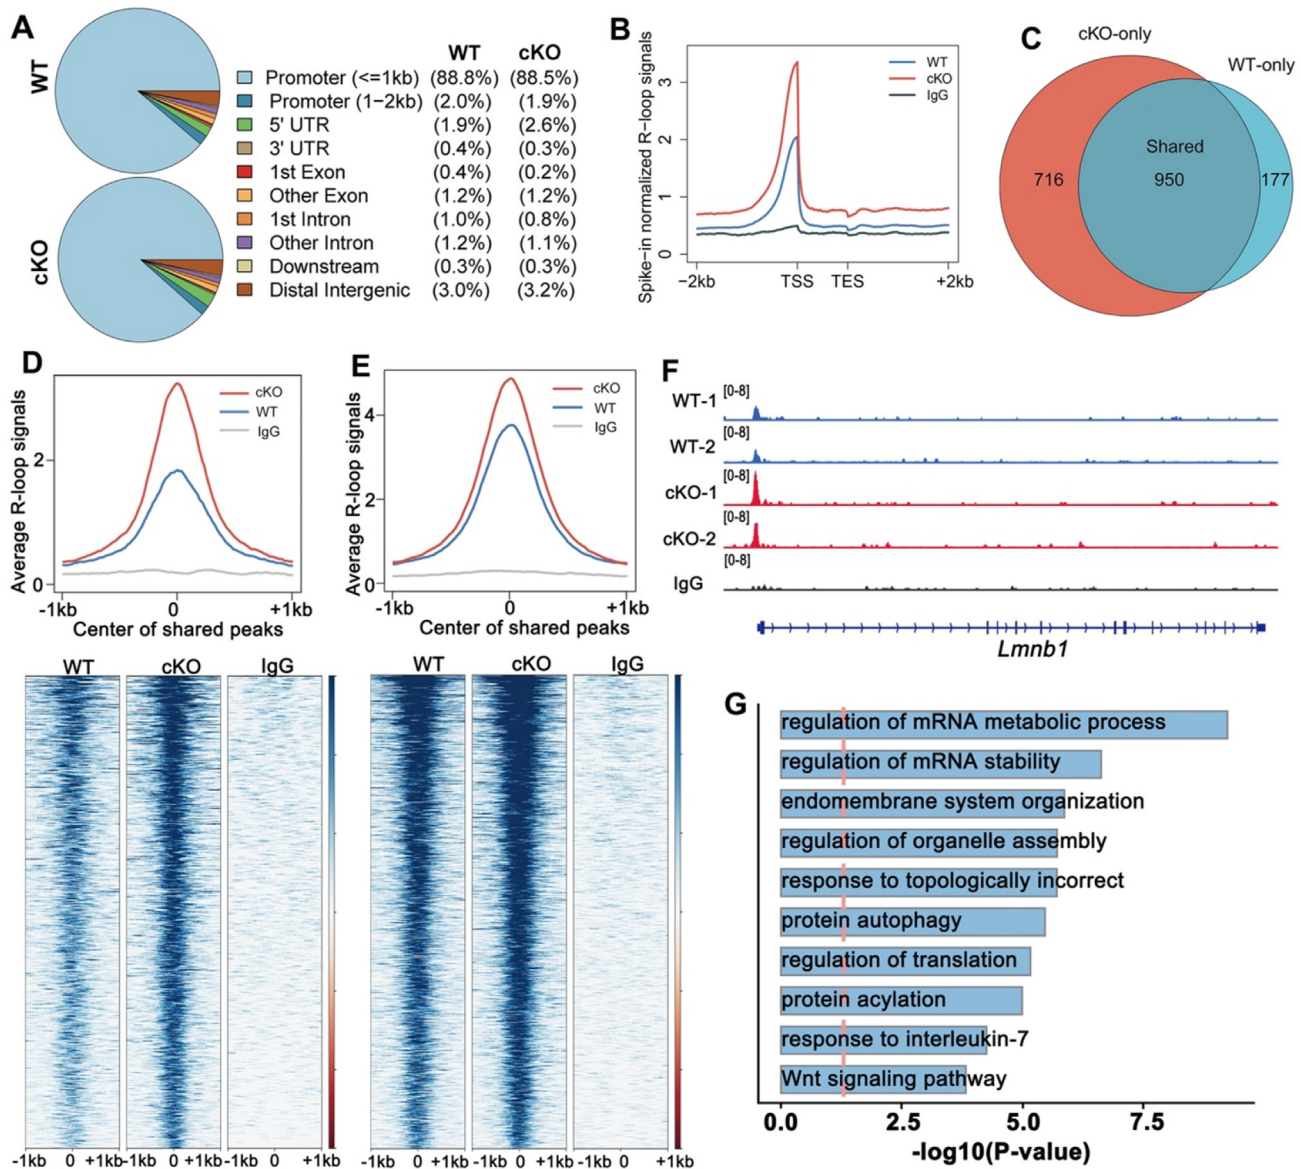 A
WT
cKO
WT cKO
Promoter (<=1kb) (88.8%) (88.5%)
Promoter (1-2kb) (2.0%) (1.9%)
5' UTR (1.9%) (2.6%)
3' UTR (0.4%) (0.3%)
1st Exon (0.4%) (0.2%)
Other Exon (1.2%) (1.2%)
1st Intron (1.0%) (0.8%)
Other Intron (1.2%) (1.1%)
Downstream (0.3%) (0.3%)
Distal Intergenic (3.0%) (3.2%)
B
Spike-in normalized R-loop signals
3
2
1
0
WT
cKO
IgG
-2kb TSS TES +2kb
C
cKO-only
WT-only
Shared
716 950 177
D
Average R-loop signals
2
0
cKO
WT
IgG
-1kb 0 +1kb
Center of shared peaks
WT cKO IgG
-1kb 0 +1kb -1kb 0 +1kb -1kb 0 +1kb
E
Average R-loop signals
4
2
0
cKO
WT
IgG
-1kb 0 +1kb
Center of shared peaks
WT cKO IgG
-1kb 0 +1kb -1kb 0 +1kb -1kb 0 +1kb
F
WT-1 [0-8]
WT-2 [0-8]
cKO-1 [0-8]
cKO-2 [0-8]
IgG [0-8]
Lmnb1
G
regulation of mRNA metabolic process
regulation of mRNA stability
endomembrane system organization
regulation of organelle assembly
response to topologically incorrect
protein autophagy
regulation of translation
protein acylation
response to interleukin-7
Wnt signaling pathway
0.0 2.5 5.0 7.5
-log10(P-value)